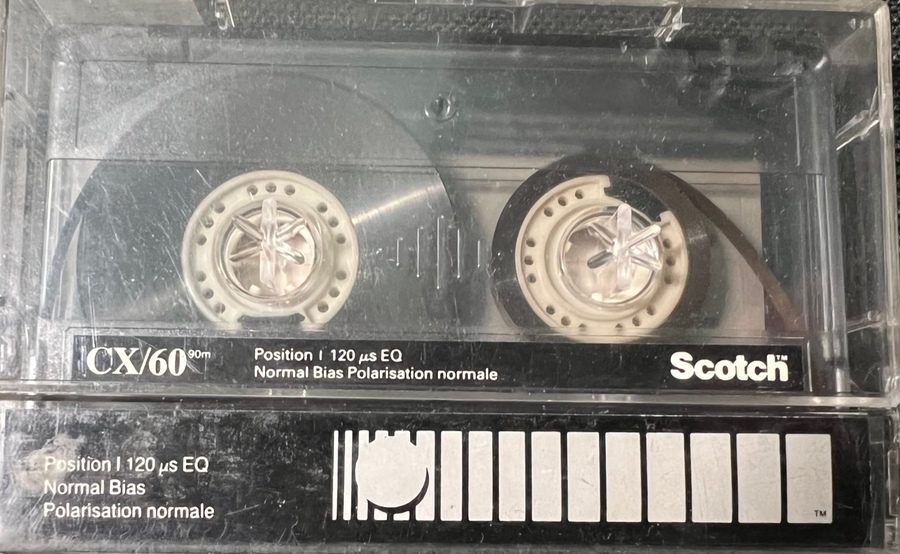 CX/60 90m
Position I 120 µs EQ
Normal Bias Polarisation normale
Scotch™
Position I 120 µs EQ
Normal Bias
Polarisation normale
TM